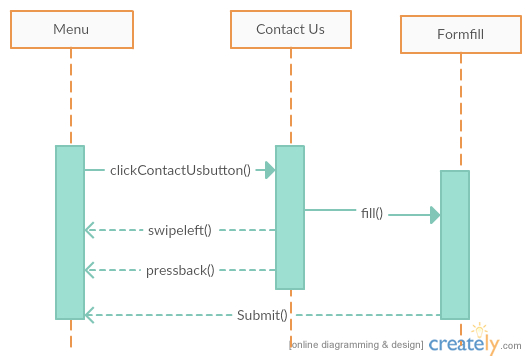 Menu
Contact Us
Formfill
clickContactUsbutton()
fill()
swipeleft()
pressback()
Submit()
[online diagramming & design]
creately.com